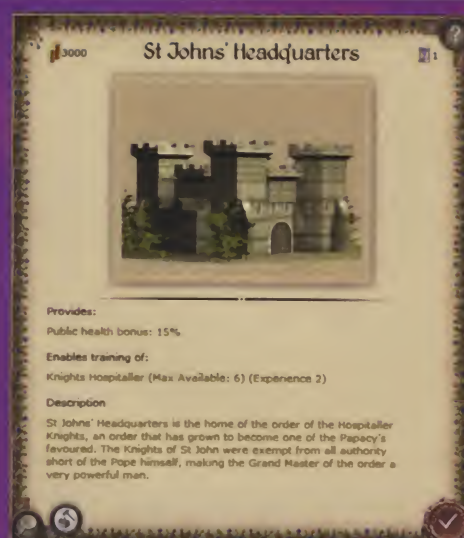 3000 St Johns' Headquarters 1
?
Provides:
Public health bonus: 15%
Enables training of:
Knights Hospitaller (Max Available: 6) (Experience 2)
Description
St Johns' Headquarters is the home of the order of the Hospitaller
Knights, an order that has grown to become one of the Papacy's
favoured. The Knights of St John were exempt from all authority
short of the Pope himself, making the Grand Master of the order a
very powerful man.